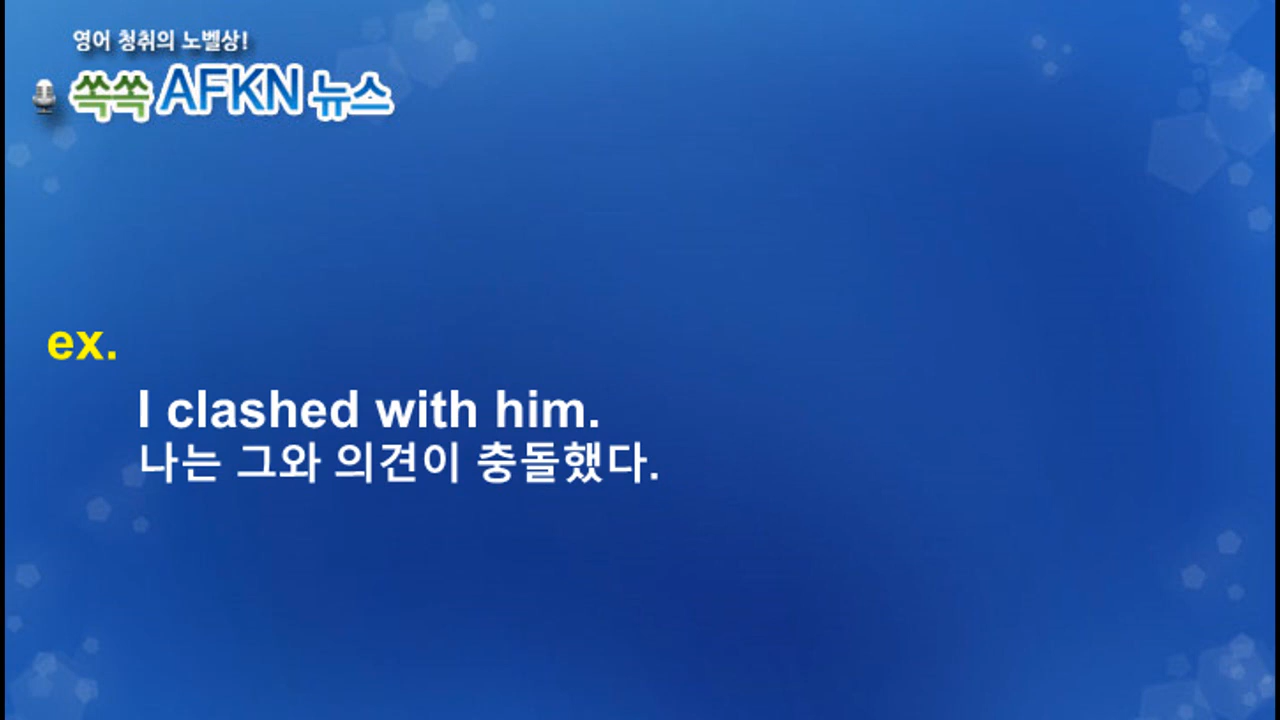 영어 청취의 노벨상!
쏙쏙 AFKN 뉴스
ex.
I clashed with him.
나는 그와 의견이 충돌했다.